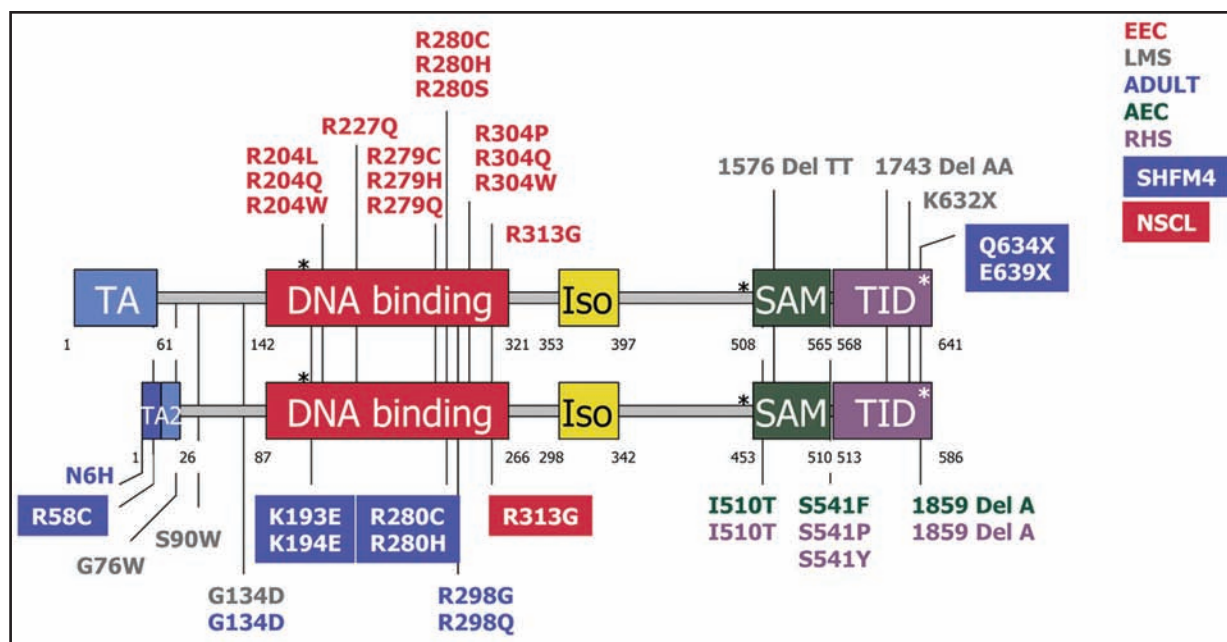 R280C
R280H
R280S
R227Q
R204L
R204Q
R204W
R279C
R279H
R279Q
R304P
R304Q
R304W
R313G
1576 Del TT
1743 Del AA
K632X
Q634X
E639X
EEC
LMS
ADULT
AEC
RHS
SHFM4
NSCL
*
*
*
TA
DNA binding
Iso
SAM
TID
1 61 142 321 353 397 508 565 568 641
*
*
*
TA2
DNA binding
Iso
SAM
TID
1 26 87 266 298 342 453 510 513 586
N6H
R58C
G76W
S90W
G134D
G134D
K193E
K194E
R280C
R280H
R298G
R298Q
R313G
I510T
I510T
S541F
S541P
S541Y
1859 Del A
1859 Del A